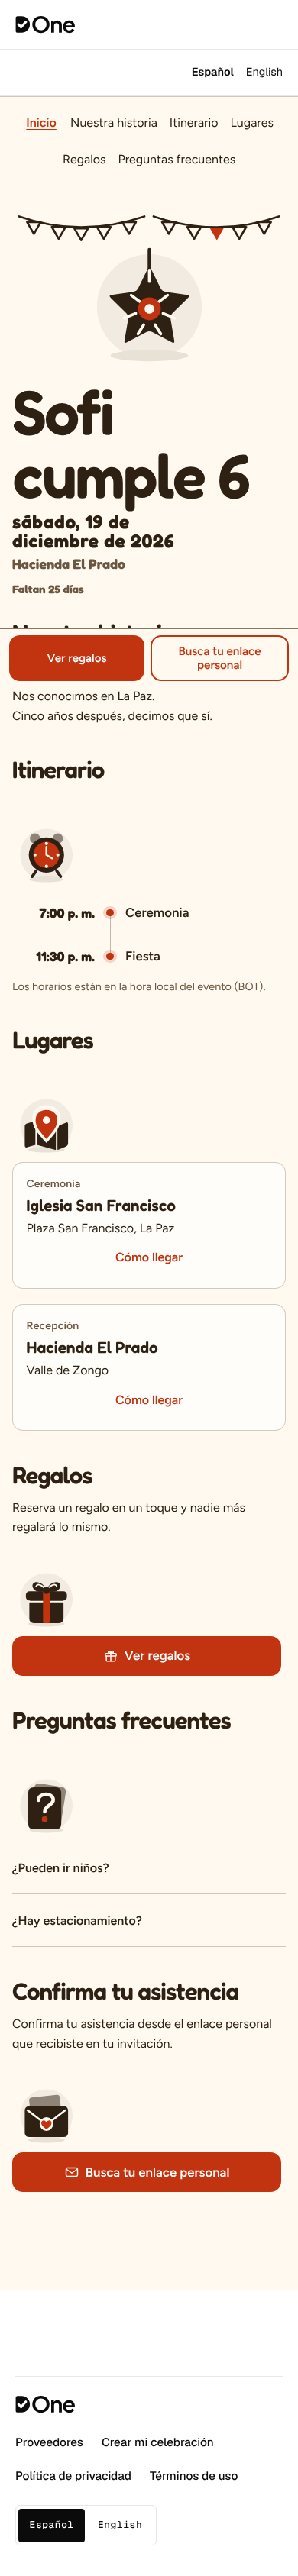 One
Español English
Inicio Nuestra historia Itinerario Lugares
Regalos Preguntas frecuentes
Sofi
cumple 6
sábado, 19 de
diciembre de 2026
Hacienda El Prado
Faltan 25 días
Ver regalos
Busca tu enlace
personal
Nos conocimos en La Paz.
Cinco años después, decimos que sí.
Itinerario
7:00 p. m. Ceremonia
11:30 p. m. Fiesta
Los horarios están en la hora local del evento (BOT).
Lugares
Ceremonia
Iglesia San Francisco
Plaza San Francisco, La Paz
Cómo llegar
Recepción
Hacienda El Prado
Valle de Zongo
Cómo llegar
Regalos
Reserva un regalo en un toque y nadie más
regalará lo mismo.
Ver regalos
Preguntas frecuentes
?
¿Pueden ir niños?
¿Hay estacionamiento?
Confirma tu asistencia
Confirma tu asistencia desde el enlace personal
que recibiste en tu invitación.
Busca tu enlace personal
One
Proveedores Crear mi celebración
Política de privacidad Términos de uso
Español English